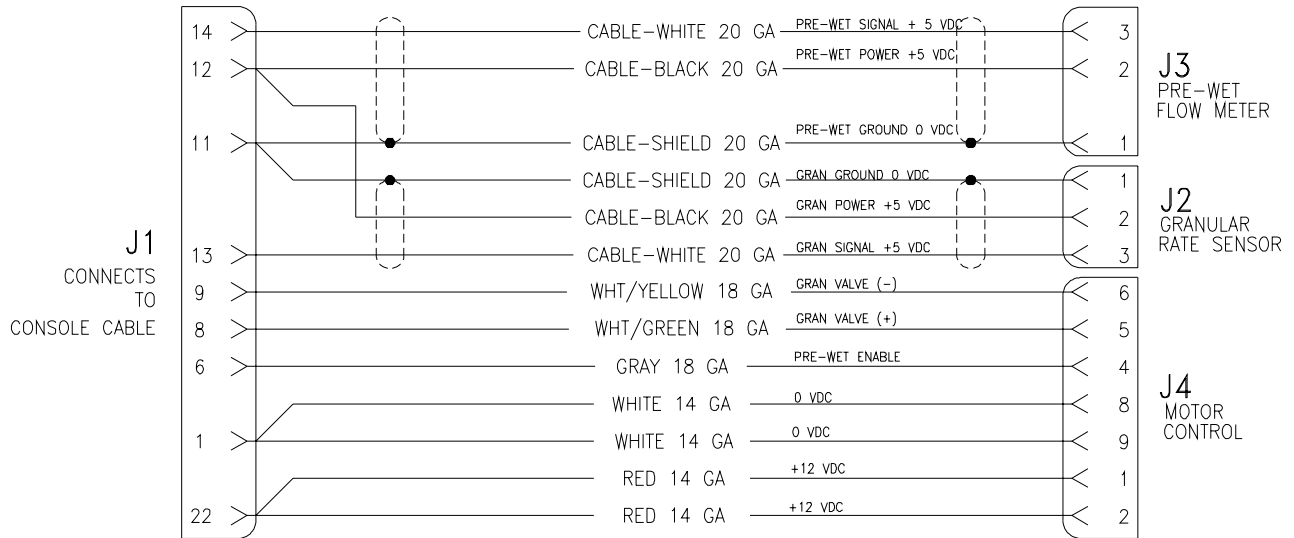 14 CABLE-WHITE 20 GA PRE-WET SIGNAL + 5 VDC 3
12 CABLE-BLACK 20 GA PRE-WET POWER +5 VDC 2
J3
PRE-WET
FLOW METER
11 CABLE-SHIELD 20 GA PRE-WET GROUND 0 VDC 1
CABLE-SHIELD 20 GA GRAN GROUND 0 VDC 1
CABLE-BLACK 20 GA GRAN POWER +5 VDC 2
J2
GRANULAR
RATE SENSOR
13 CABLE-WHITE 20 GA GRAN SIGNAL +5 VDC 3
J1
CONNECTS
TO
CONSOLE CABLE
9 WHT/YELLOW 18 GA GRAN VALVE (-) 6
8 WHT/GREEN 18 GA GRAN VALVE (+) 5
6 GRAY 18 GA PRE-WET ENABLE 4
WHITE 14 GA 0 VDC 8
J4
MOTOR
CONTROL
1 WHITE 14 GA 0 VDC 9
RED 14 GA +12 VDC 1
22 RED 14 GA +12 VDC 2